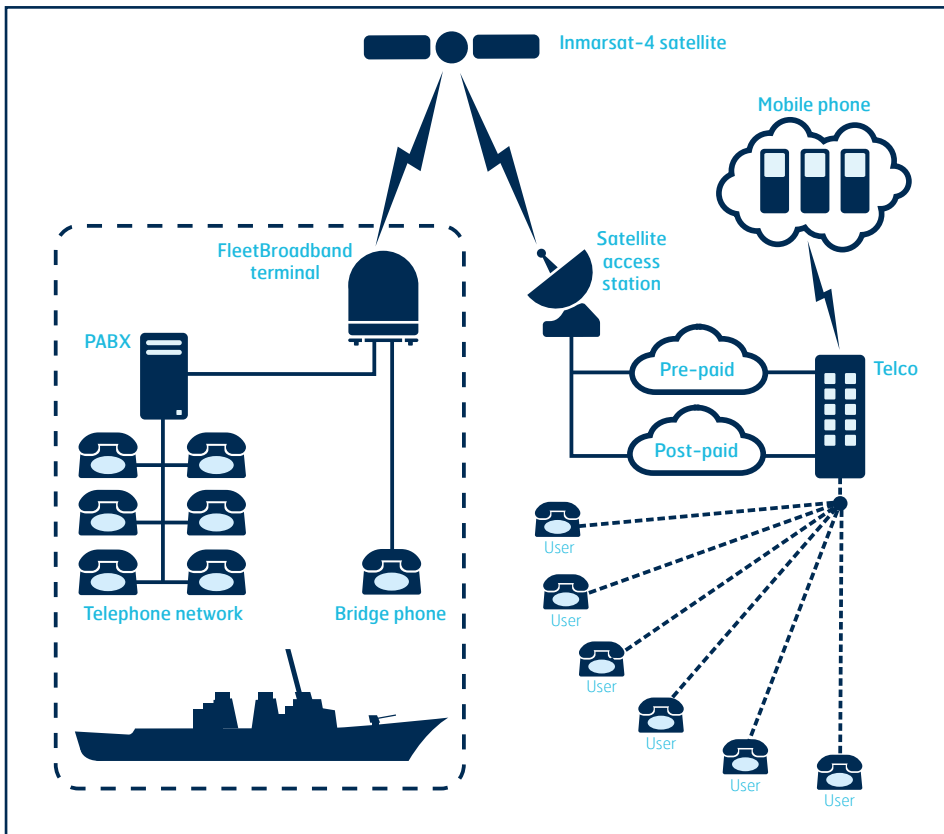 Inmarsat-4 satellite
Mobile phone
FleetBroadband
terminal
Satellite
access
station
PABX
Pre-paid
Telco
Post-paid
User
User
Telephone network
Bridge phone
User
User
User
User